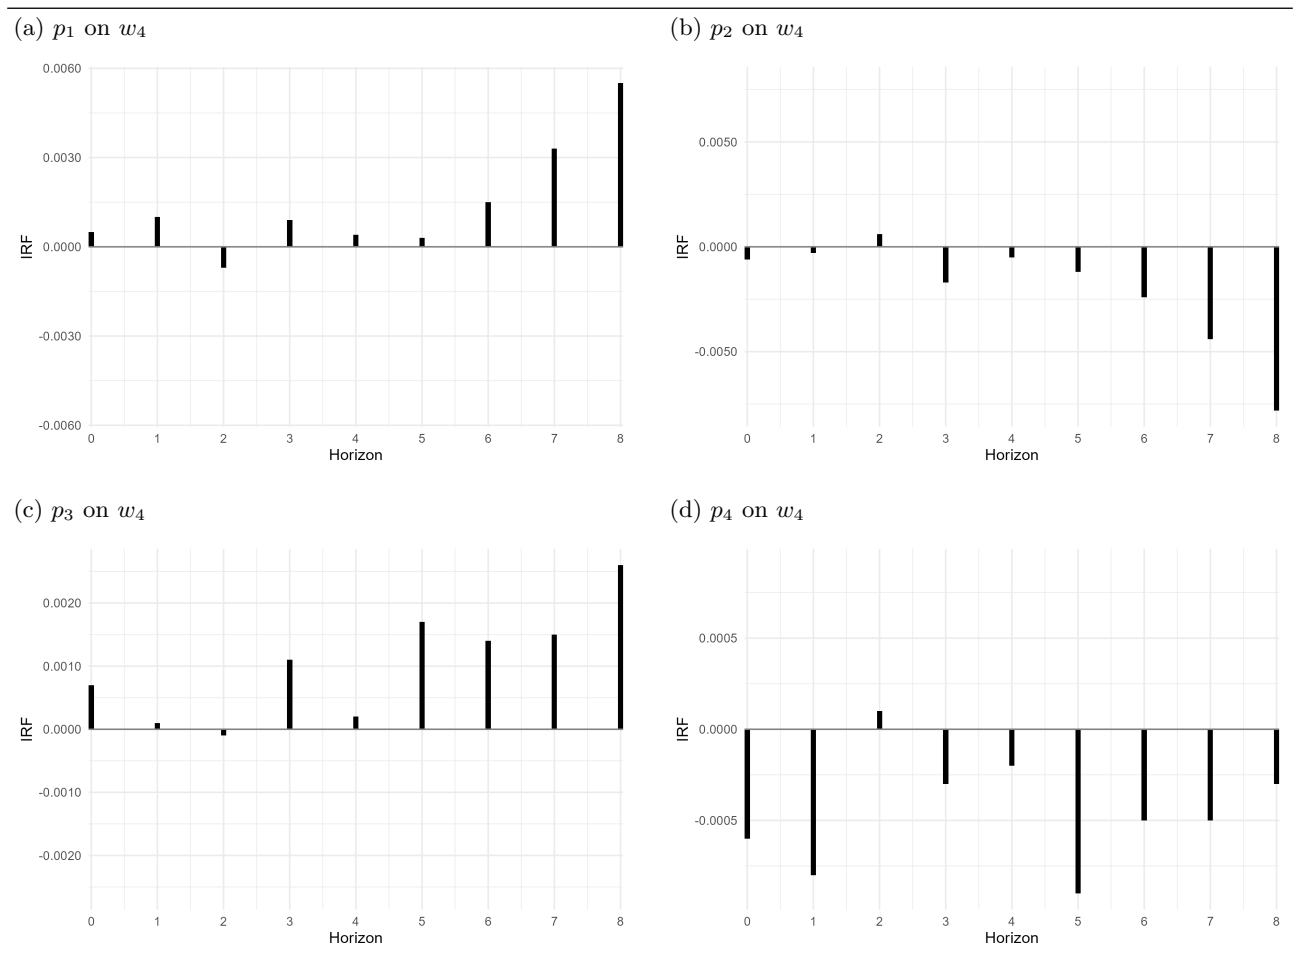 (a) p₁ on w₄
0.0060
0.0030
0.0000
-0.0030
-0.0060
IRF
0 1 2 3 4 5 6 7 8
Horizon
(b) p₂ on w₄
0.0050
0.0000
-0.0050
IRF
0 1 2 3 4 5 6 7 8
Horizon
(c) p₃ on w₄
0.0020
0.0010
0.0000
-0.0010
-0.0020
IRF
0 1 2 3 4 5 6 7 8
Horizon
(d) p₄ on w₄
0.0005
0.0000
-0.0005
IRF
0 1 2 3 4 5 6 7 8
Horizon